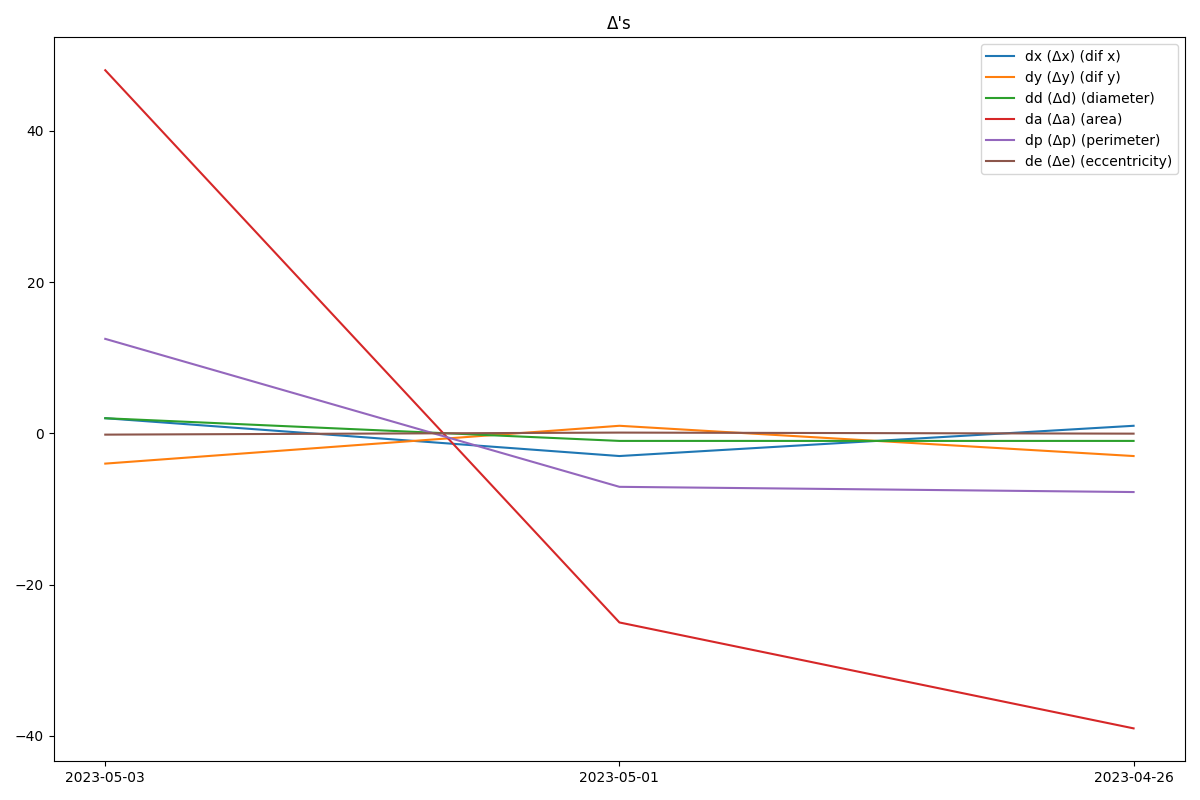 Δ's
dx (Δx) (dif x)
dy (Δy) (dif y)
dd (Δd) (diameter)
da (Δa) (area)
dp (Δp) (perimeter)
de (Δe) (eccentricity)
40
20
0
−20
−40
2023-05-03
2023-05-01
2023-04-26